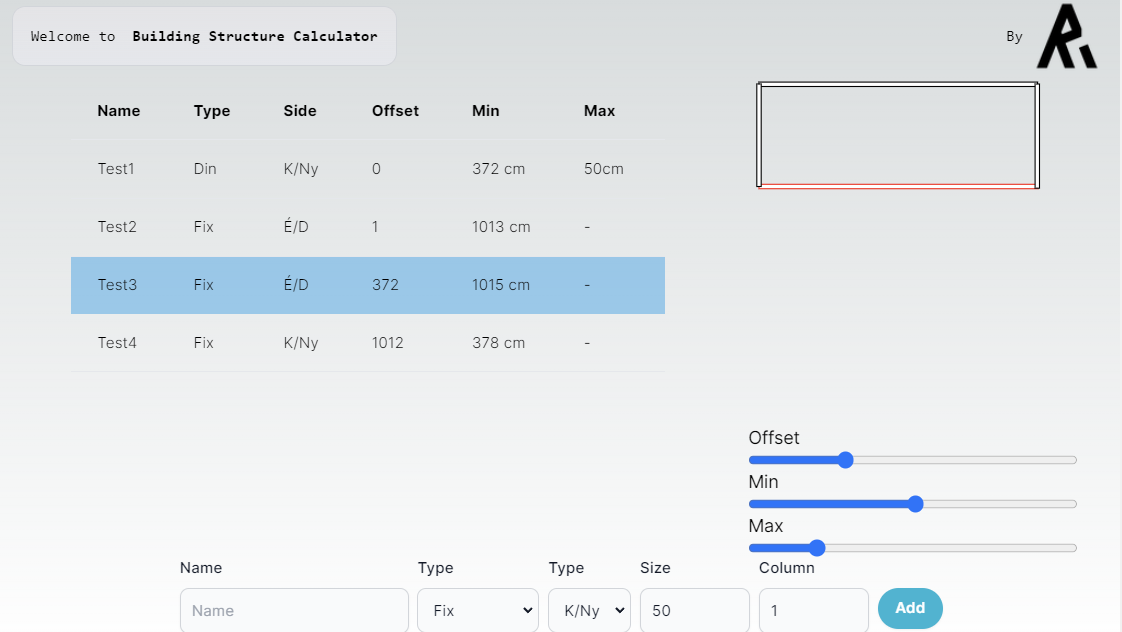 Welcome to Building Structure Calculator
By
Name Type Side Offset Min Max
Test1 Din K/Ny 0 372 cm 50cm
Test2 Fix É/D 1 1013 cm -
Test3 Fix É/D 372 1015 cm -
Test4 Fix K/Ny 1012 378 cm -
Offset
Min
Max
Name Type Type Size Column
Name Fix K/Ny 50 1 Add